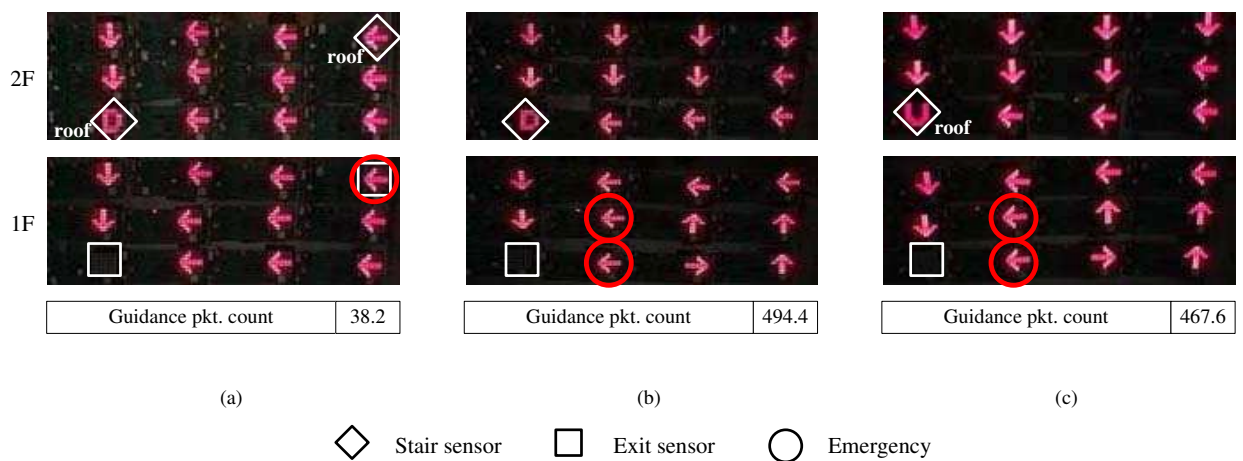 roof
2F
roof
D
D
U
roof
1F
Guidance pkt. count 38.2
Guidance pkt. count 494.4
Guidance pkt. count 467.6
(a)
(b)
(c)
Stair sensor
Exit sensor
Emergency